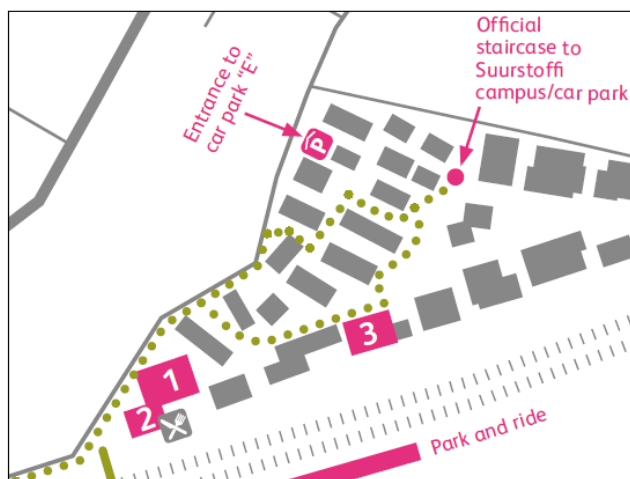 Official
staircase to
Suurstoffi
campus/car park
Entrance to
car park "E"
P
3
1
2
Park and ride